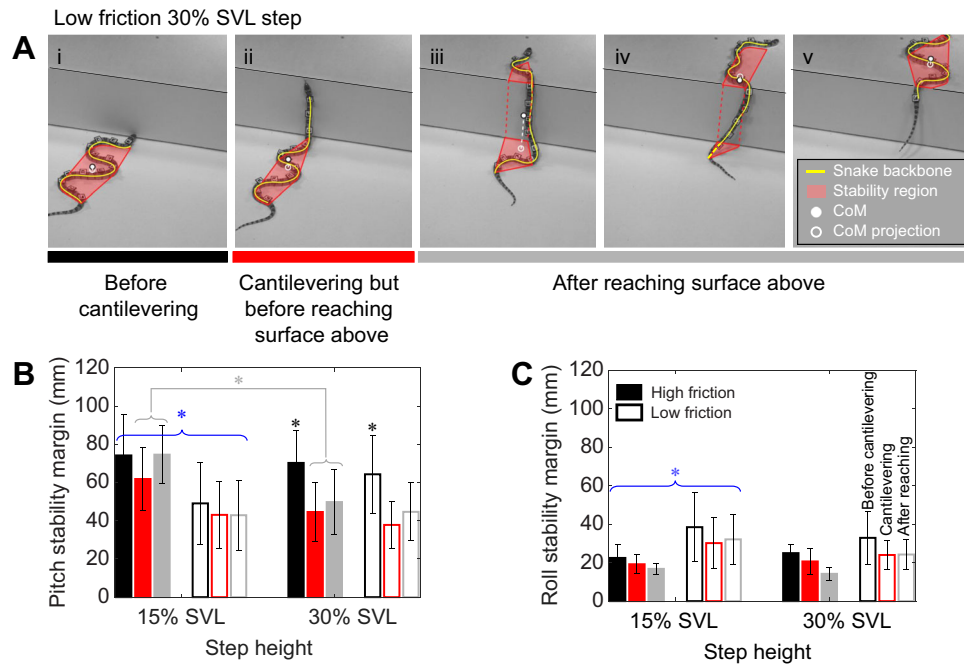 Low friction 30% SVL step
A
i
ii
iii
iv
v
Snake backbone
Stability region
CoM
CoM projection
Before
cantilevering
Cantilevering but
before reaching
surface above
After reaching surface above
B
Pitch stability margin (mm)
120
100
80
60
40
20
0
*
*
*
*
15% SVL
30% SVL
Step height
C
Roll stability margin (mm)
120
100
80
60
40
20
0
High friction
Low friction
*
Before cantilevering
Cantilevering
After reaching
15% SVL
30% SVL
Step height